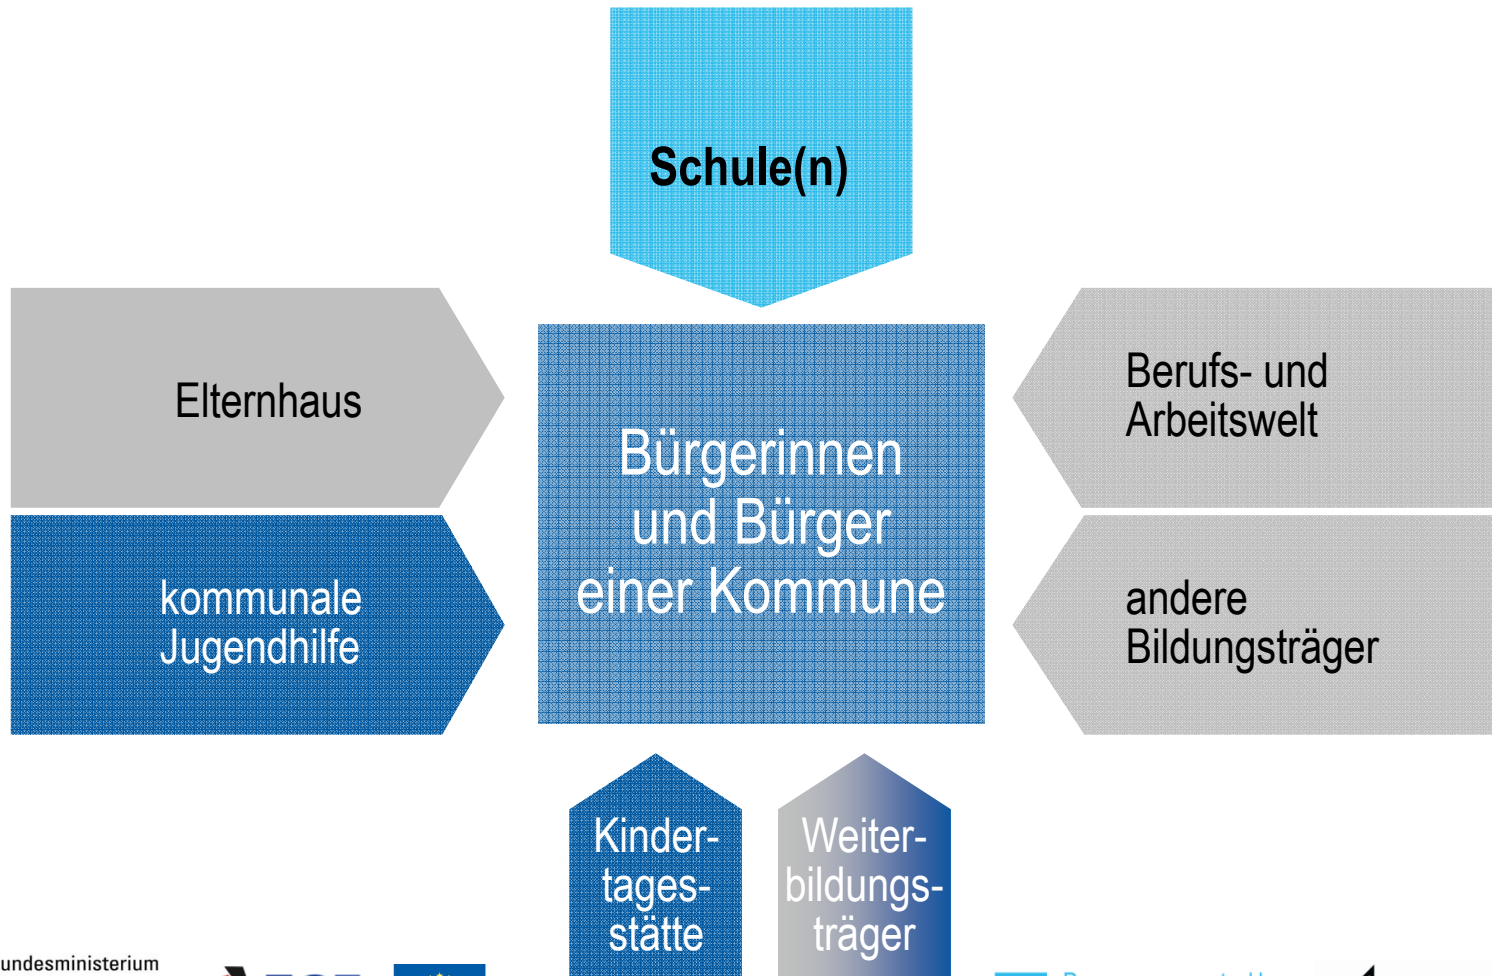 Schule(n)
Elternhaus
kommunale
Jugendhilfe
Bürgerinnen
und Bürger
einer Kommune
Berufs- und
Arbeitswelt
andere
Bildungsträger
Kinder-
tages-
stätte
Weiter-
bildungs-
träger
undesministerium